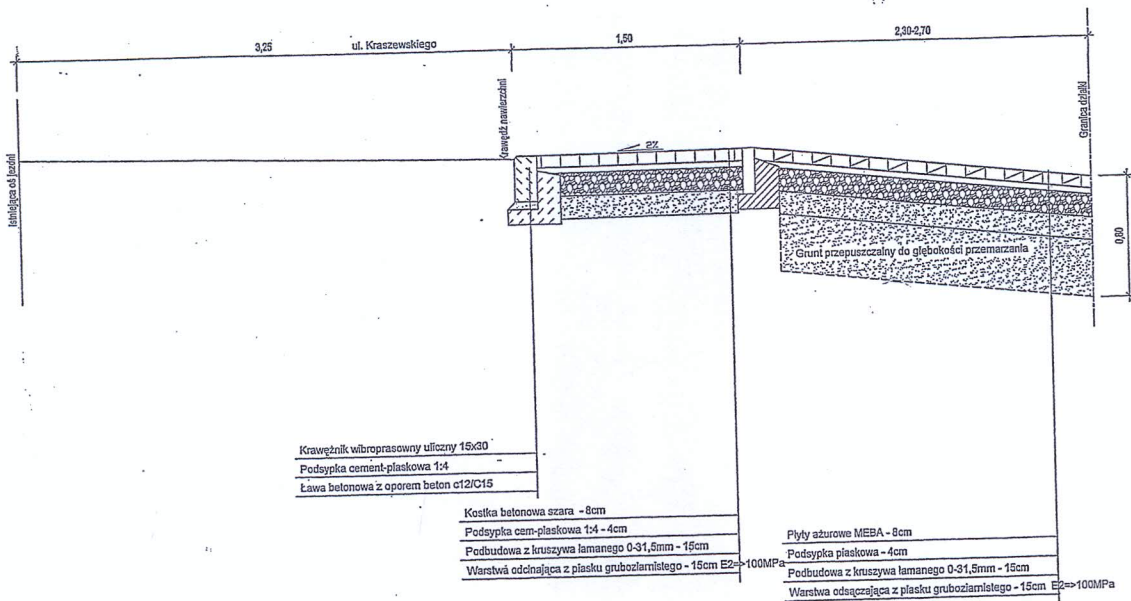 3,25
ul. Kraszewskiego
1,50
2,30-2,70
Istniejąca oś jezdni
Krawędź nawierzchni
Granica działki
2%
0,80
Grunt przepuszczalny do głębokości przemarzania
Krawężnik wibroprasowny uliczny 15x30
Podsypka cement-piaskowa 1:4
Ława betonowa z oporem beton c12/C15
Kostka betonowa szara - 8cm
Podsypka cem-piaskowa 1:4 - 4cm
Podbudowa z kruszywa łamanego 0-31,5mm - 15cm
Warstwa odcinająca z piasku gruboziarnistego - 15cm E2=>100MPa
Płyty ażurowe MEBA - 8cm
Podsypka piaskowa - 4cm
Podbudowa z kruszywa łamanego 0-31,5mm - 15cm
Warstwa odsączająca z piasku gruboziarnistego - 15cm E2=>100MPa